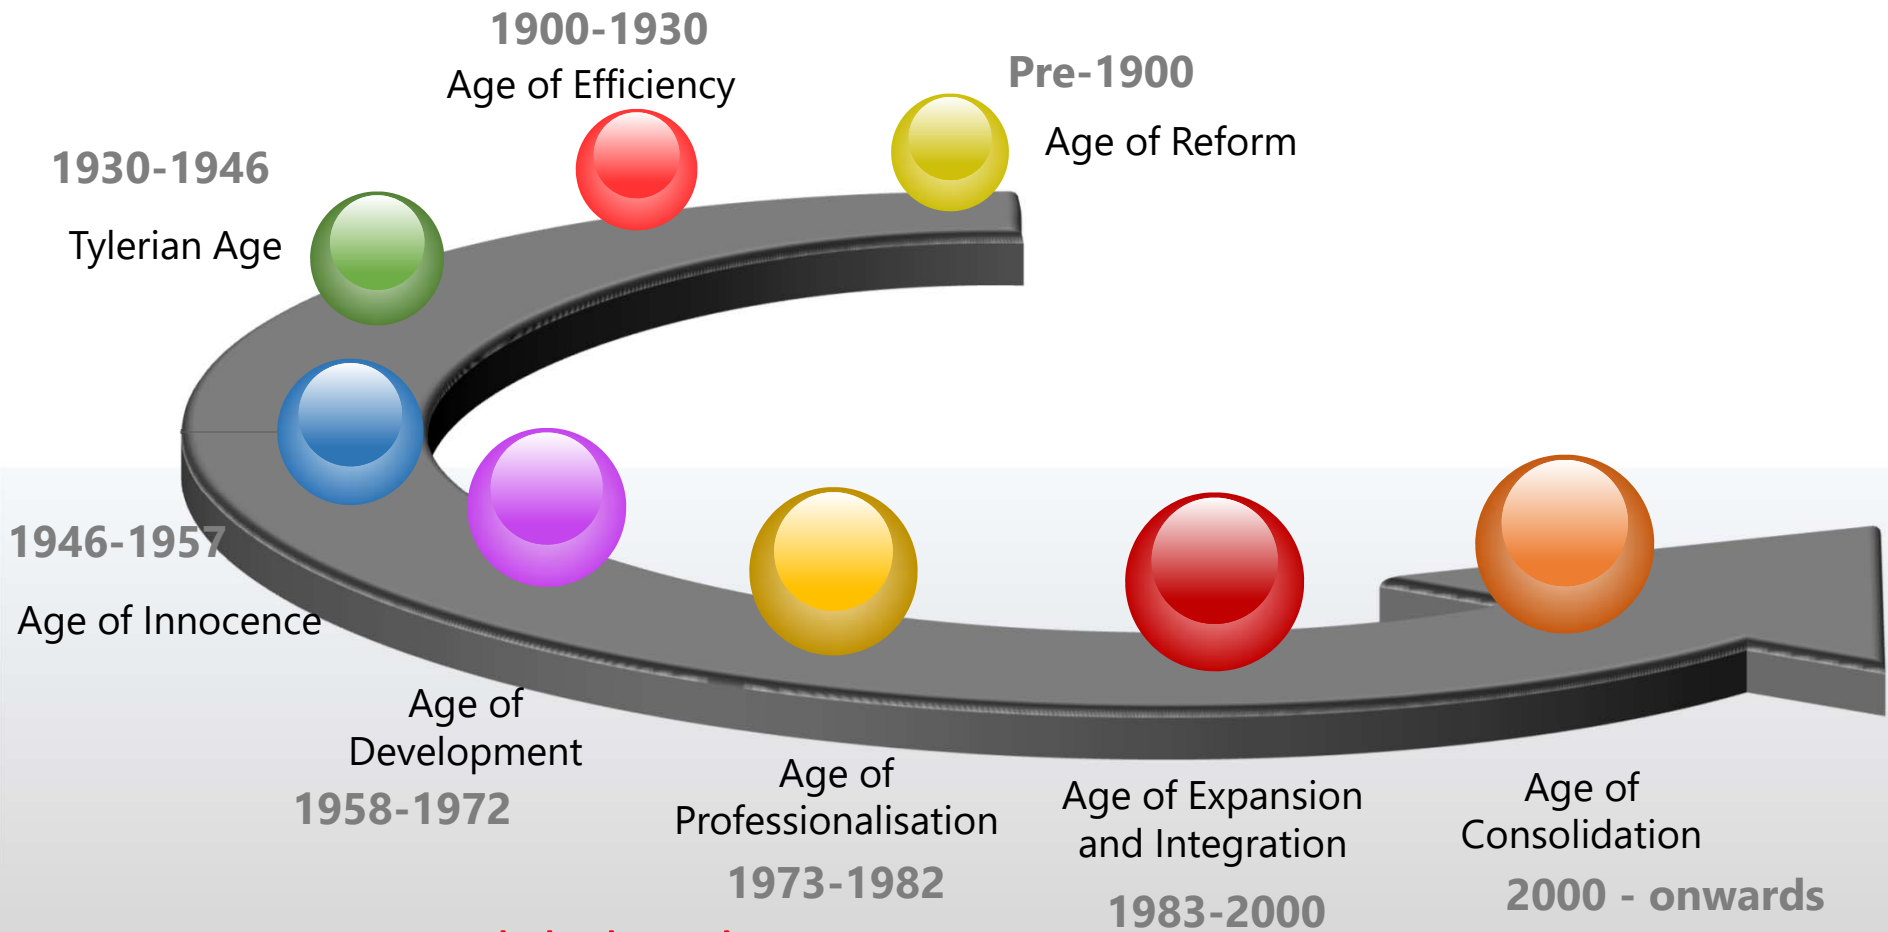 1900-1930
Age of Efficiency
Pre-1900
Age of Reform
1930-1946
Tylerian Age
1946-1957
Age of Innocence
Age of
Development
1958-1972
Age of
Professionalisation
1973-1982
Age of Expansion
and Integration
1983-2000
Age of
Consolidation
2000 - onwards